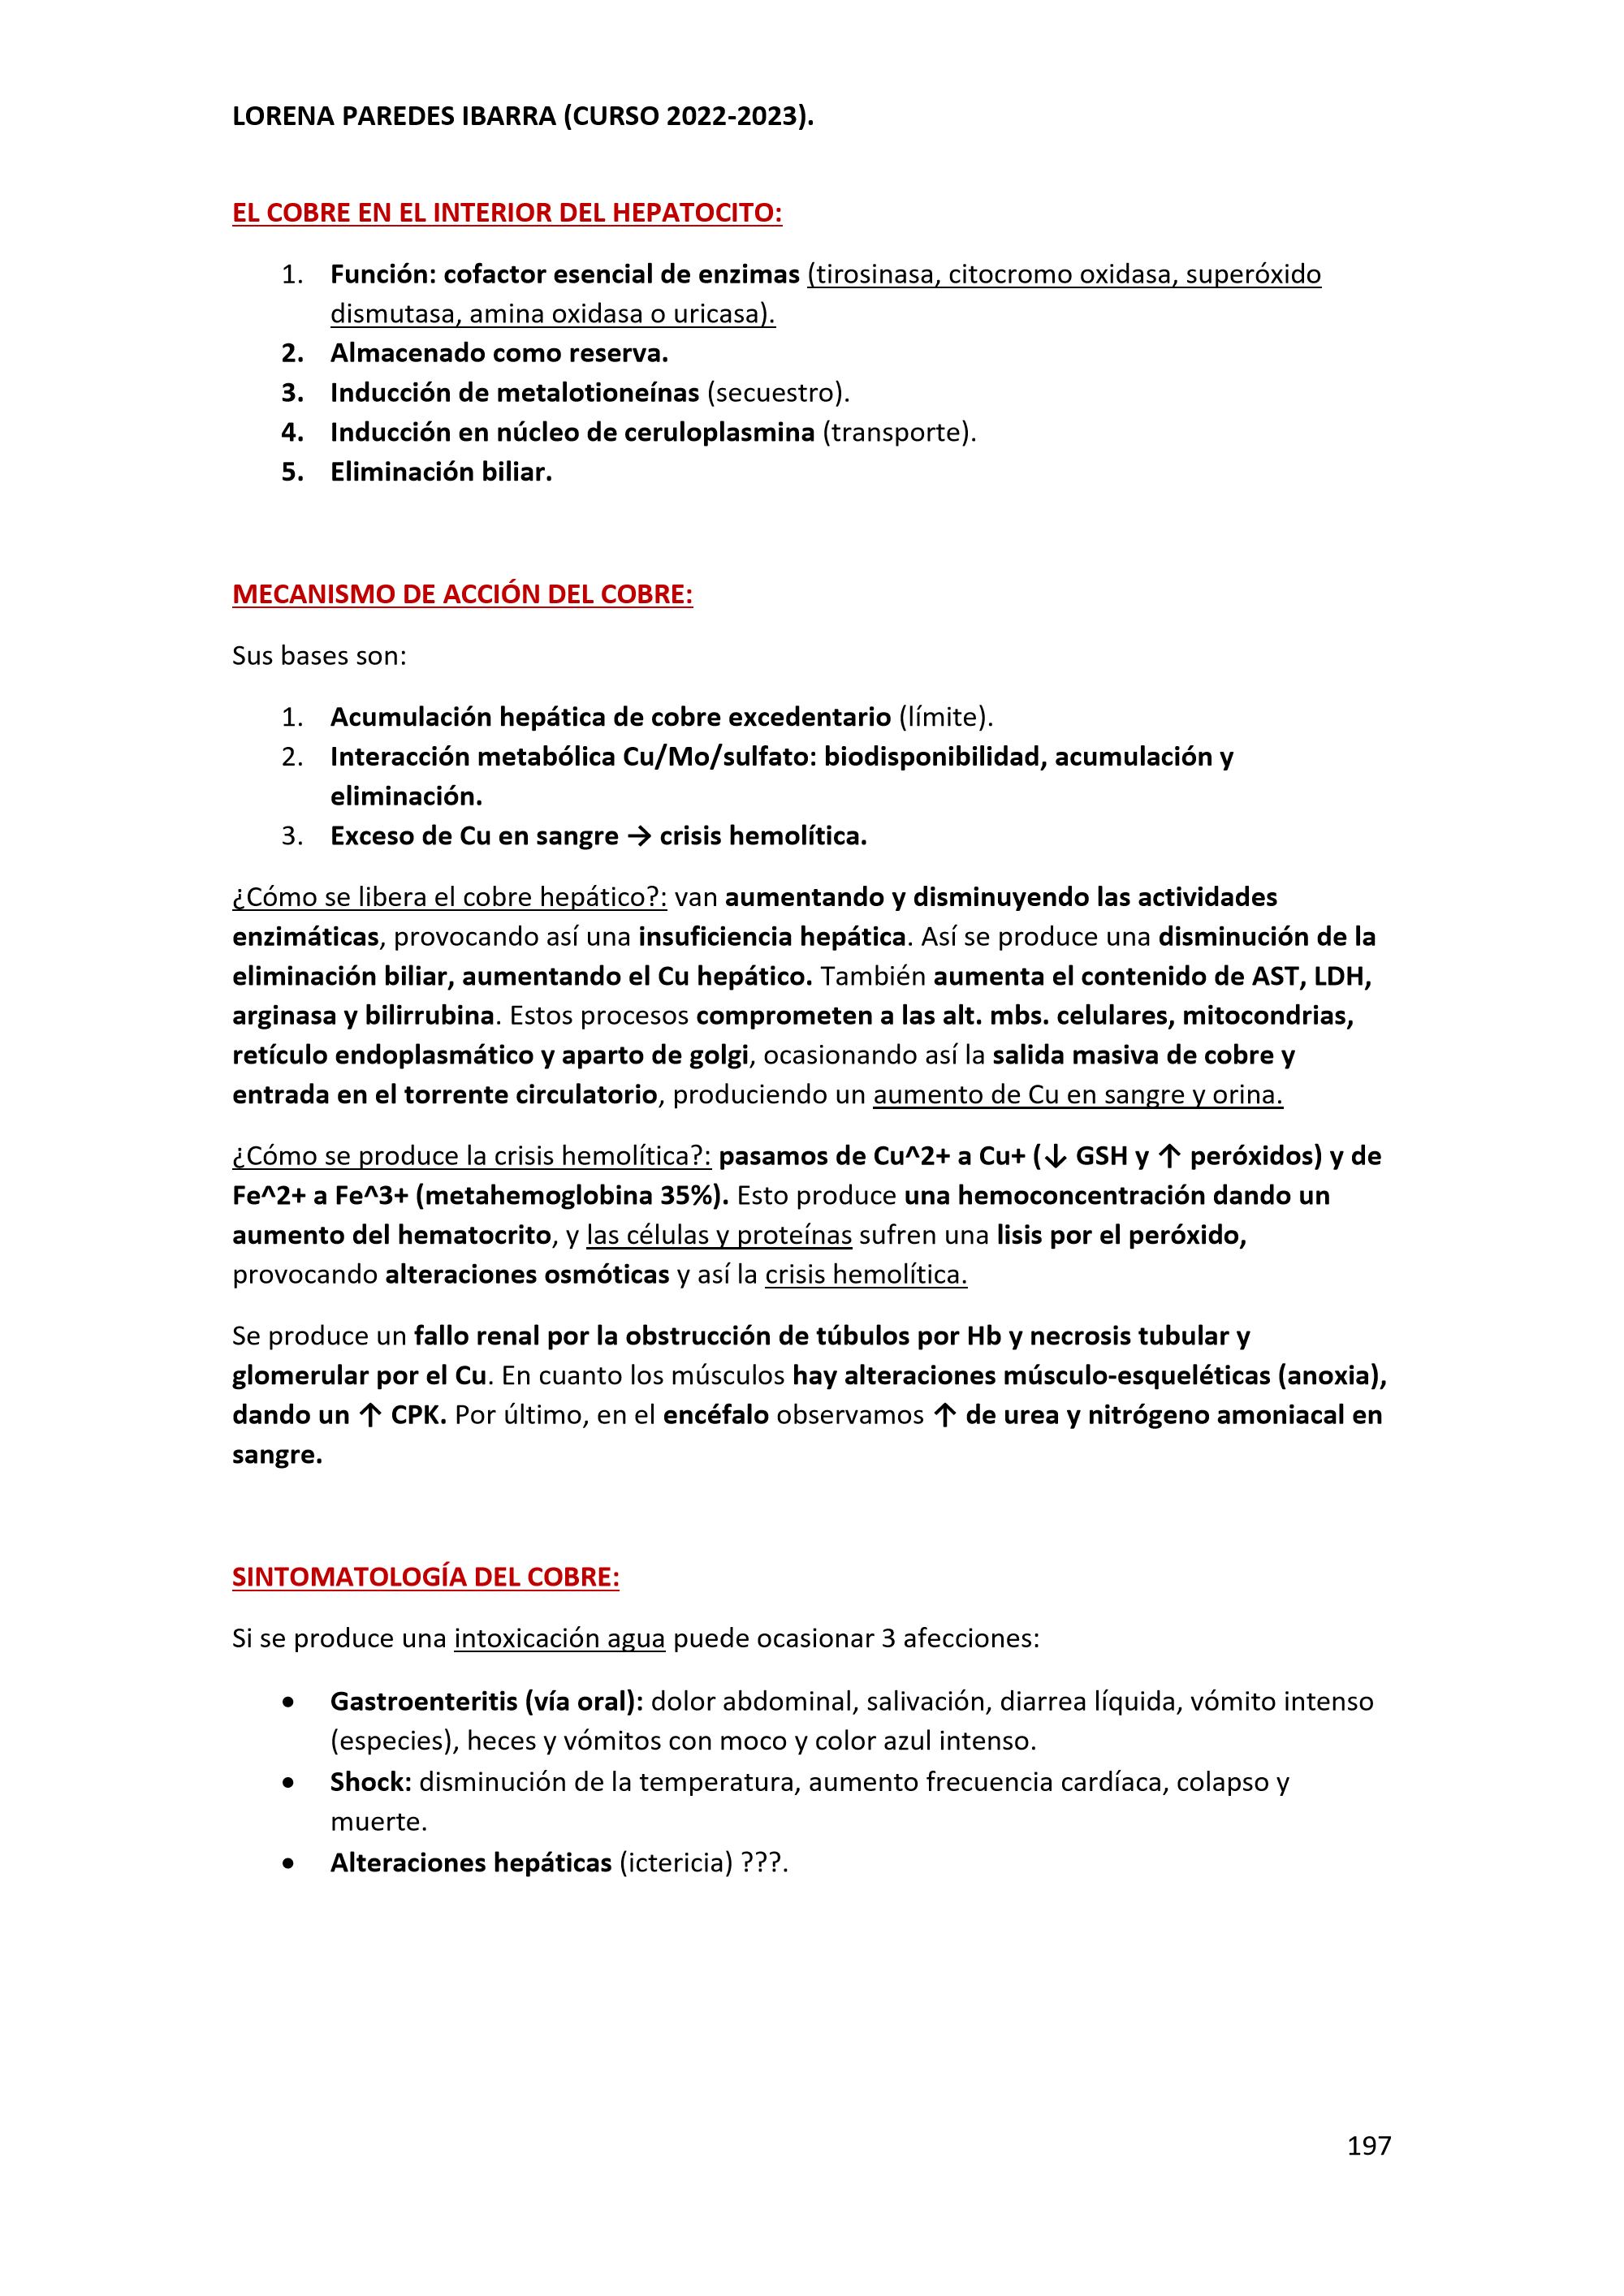 LORENA PAREDES IBARRA (CURSO 2022-2023).
EL COBRE EN EL INTERIOR DEL HEPATOCITO:
1. Función: cofactor esencial de enzimas (tirosinasa, citocromo oxidasa, superóxido
dismutasa, amina oxidasa o uricasa).
2. Almacenado como reserva.
3. Inducción de metalotioneínas (secuestro).
4. Inducción en núcleo de ceruloplasmina (transporte).
5. Eliminación biliar.
MECANISMO DE ACCIÓN DEL COBRE:
Sus bases son:
1. Acumulación hepática de cobre excedentario (límite).
2. Interacción metabólica Cu/Mo/sulfato: biodisponibilidad, acumulación y
eliminación.
3. Exceso de Cu en sangre → crisis hemolítica.
¿Cómo se libera el cobre hepático?: van aumentando y disminuyendo las actividades
enzimáticas, provocando así una insuficiencia hepática. Así se produce una disminución de la
eliminación biliar, aumentando el Cu hepático. También aumenta el contenido de AST, LDH,
arginasa y bilirrubina. Estos procesos comprometen a las alt. mbs. celulares, mitocondrias,
retículo endoplasmático y aparto de golgi, ocasionando así la salida masiva de cobre y
entrada en el torrente circulatorio, produciendo un aumento de Cu en sangre y orina.
¿Cómo se produce la crisis hemolítica?: pasamos de Cu^2+ a Cu+ (↓ GSH y ↑ peróxidos) y de
Fe^2+ a Fe^3+ (metahemoglobina 35%). Esto produce una hemoconcentración dando un
aumento del hematocrito, y las células y proteínas sufren una lisis por el peróxido,
provocando alteraciones osmóticas y así la crisis hemolítica.
Se produce un fallo renal por la obstrucción de túbulos por Hb y necrosis tubular y
glomerular por el Cu. En cuanto los músculos hay alteraciones músculo-esqueléticas (anoxia),
dando un ↑ CPK. Por último, en el encéfalo observamos ↑ de urea y nitrógeno amoniacal en
sangre.
SINTOMATOLOGÍA DEL COBRE:
Si se produce una intoxicación agua puede ocasionar 3 afecciones:
• Gastroenteritis (vía oral): dolor abdominal, salivación, diarrea líquida, vómito intenso
(especies), heces y vómitos con moco y color azul intenso.
• Shock: disminución de la temperatura, aumento frecuencia cardíaca, colapso y
muerte.
• Alteraciones hepáticas (ictericia) ???.
197